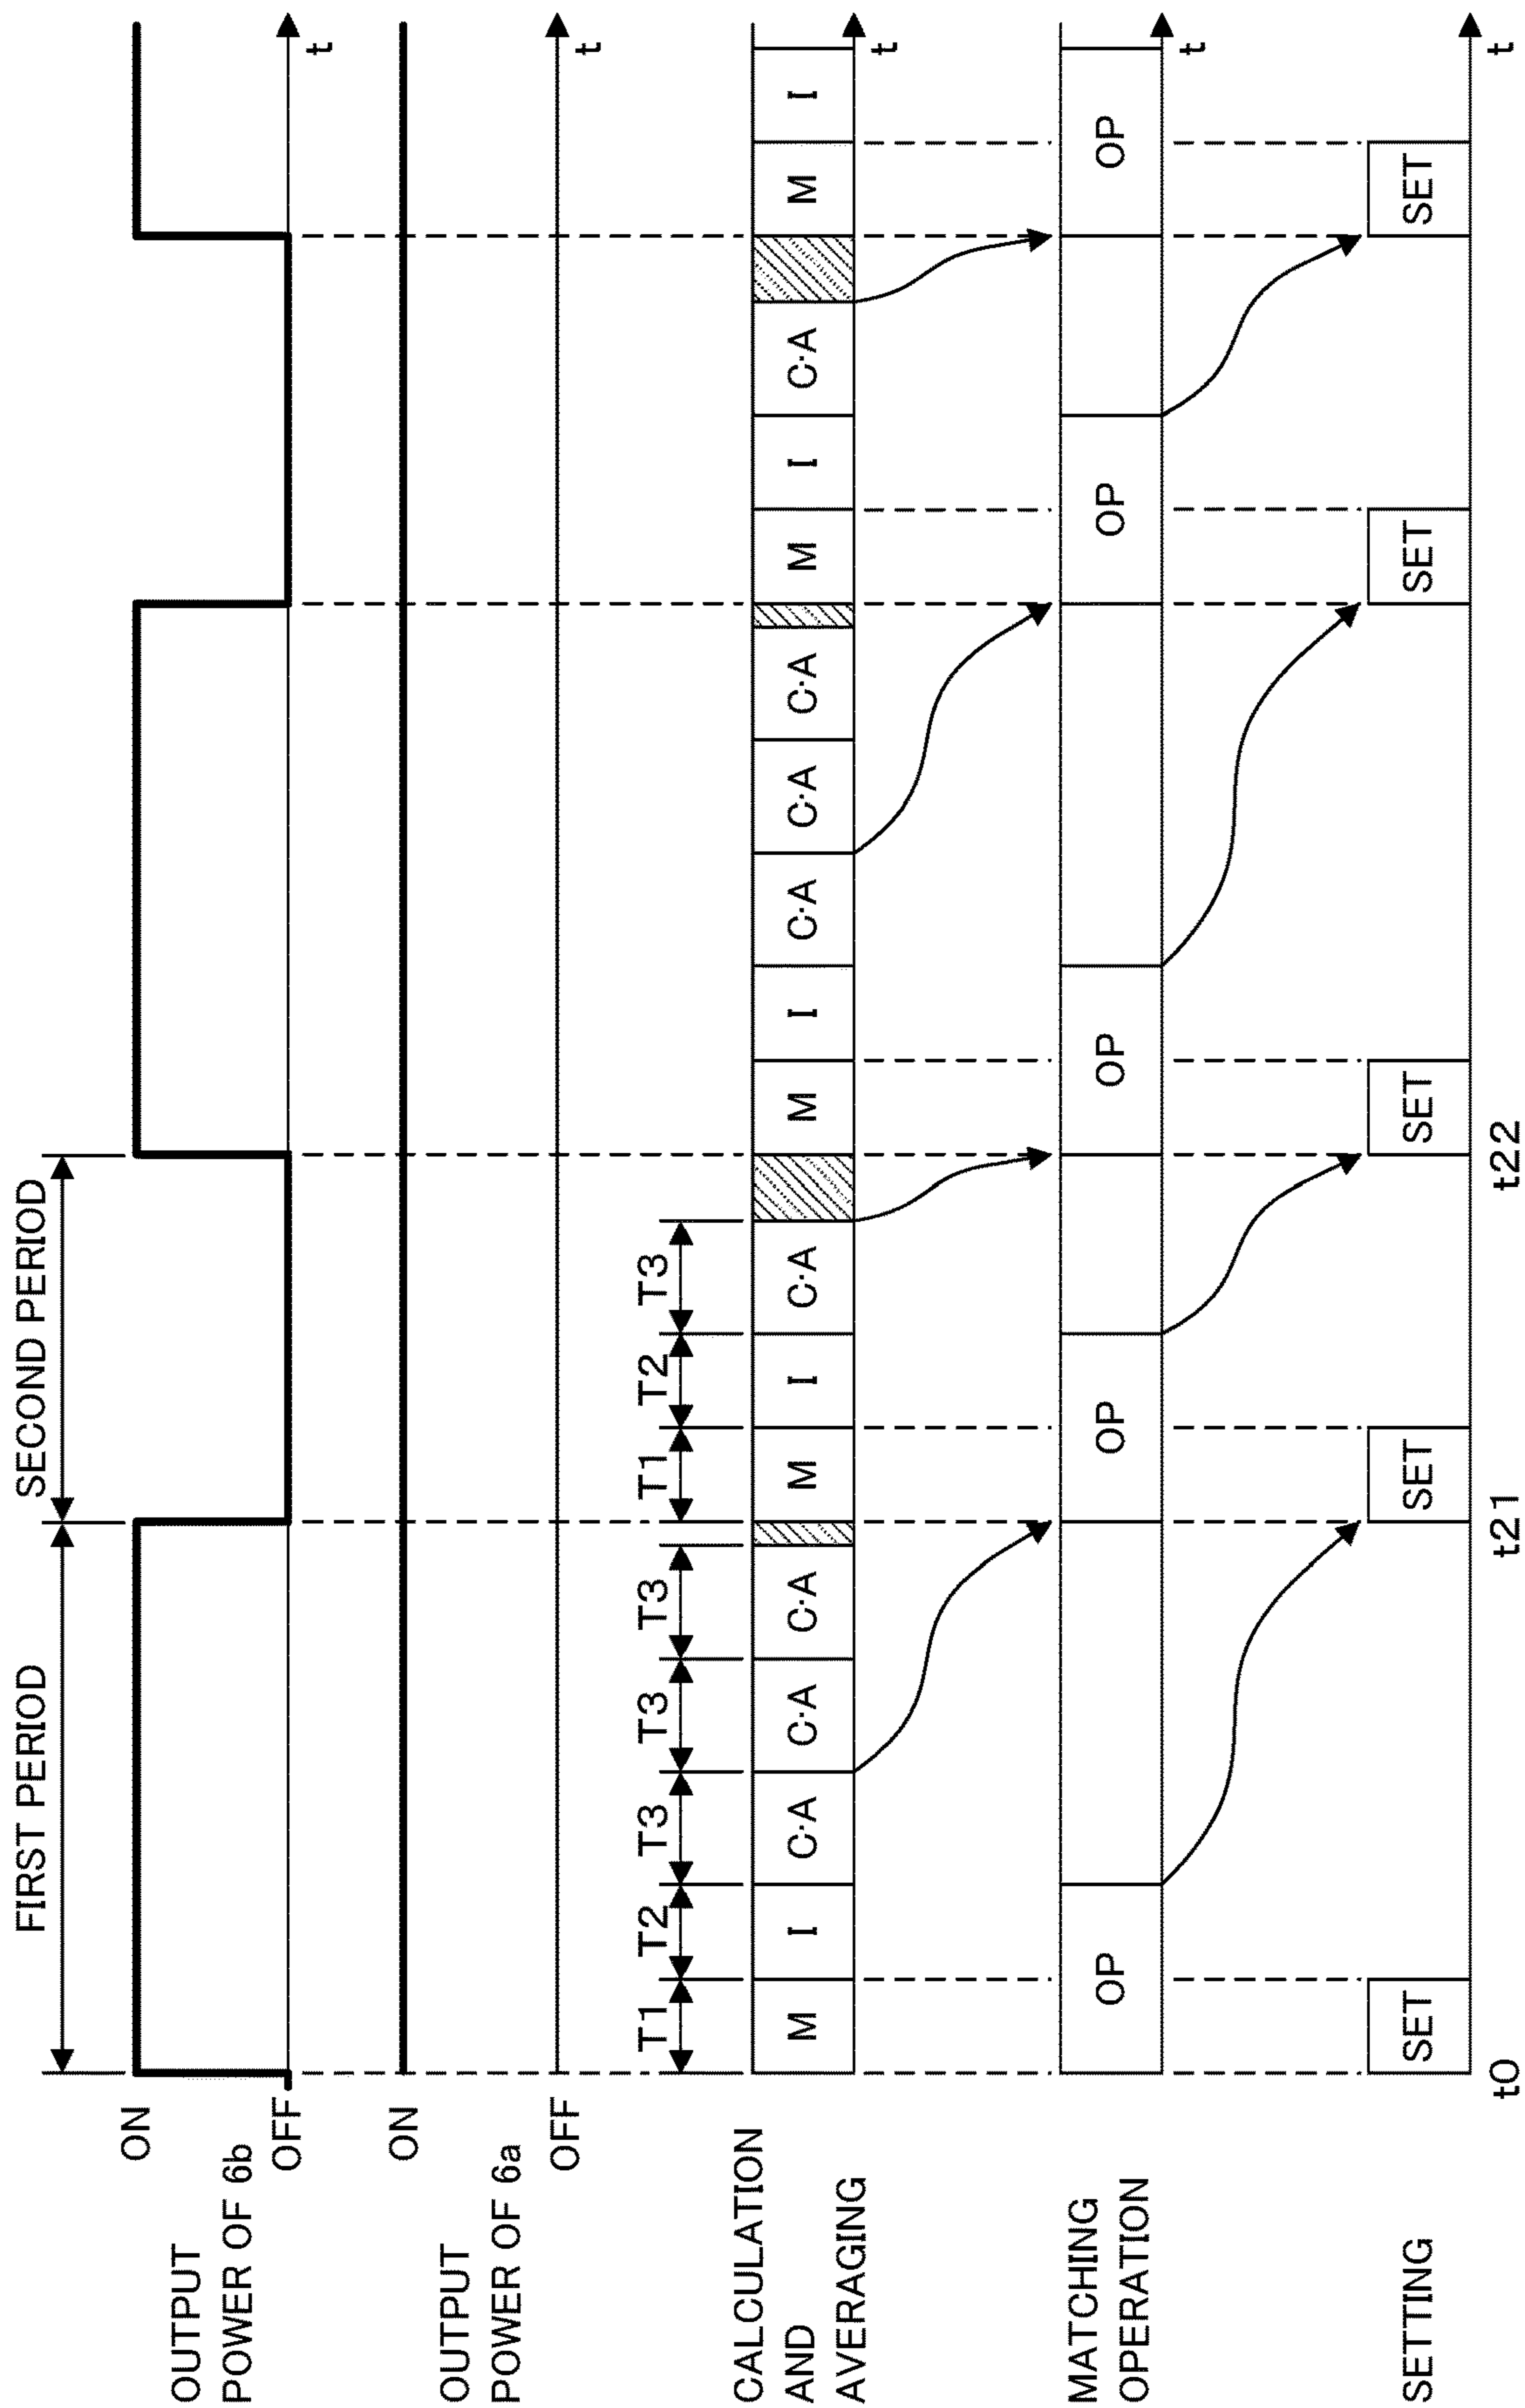 FIRST PERIOD
SECOND PERIOD
ON
OUTPUT
POWER OF 6b
OFF
t
ON
OUTPUT
POWER OF 6a
OFF
t
T1 T2 T3 T3 T3 T1 T2 T3
CALCULATION
AND
AVERAGING
M I C·A C·A C·A M I C·A M I C·A C·A C·A M I C·A M I
t
MATCHING
OPERATION
OP OP OP OP OP
t
SETTING
SET SET SET SET SET
t
t0 t21 t22